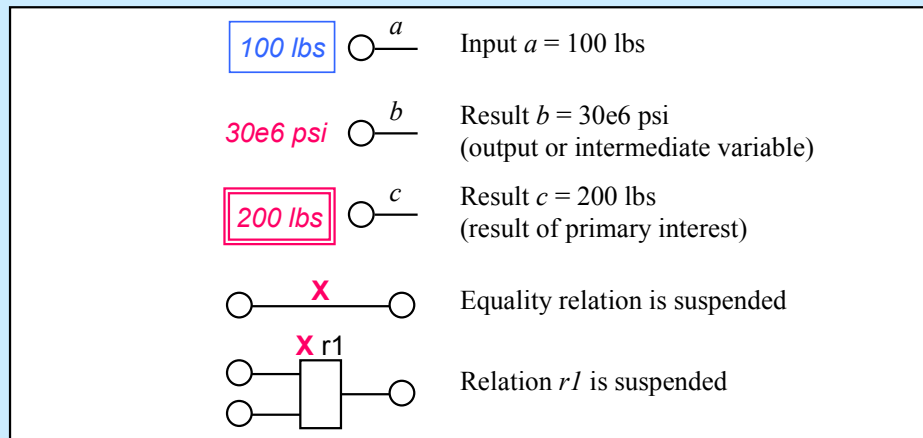 100 lbs a Input a = 100 lbs
30e6 psi b Result b = 30e6 psi
(output or intermediate variable)
200 lbs c Result c = 200 lbs
(result of primary interest)
X Equality relation is suspended
X r1
Relation r1 is suspended